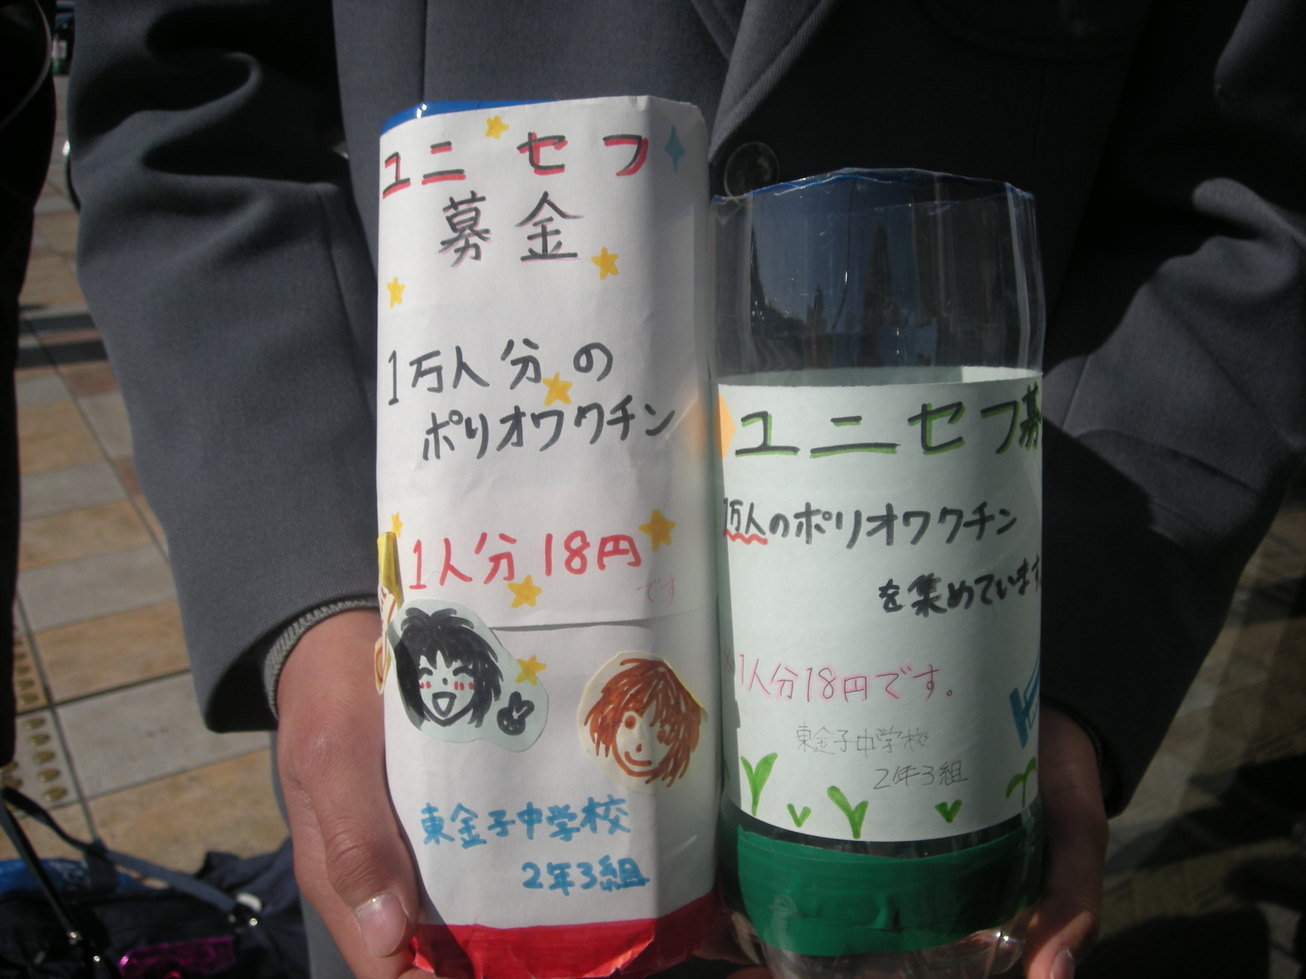 ユニセフ
募金
1万人分の
ポリオワクチン
1人分18円
です
東金子中学校
2年3組
ユニセフ募
1万人のポリオワクチン
を集めています
1人分18円です。
東金子中学校
2年3組